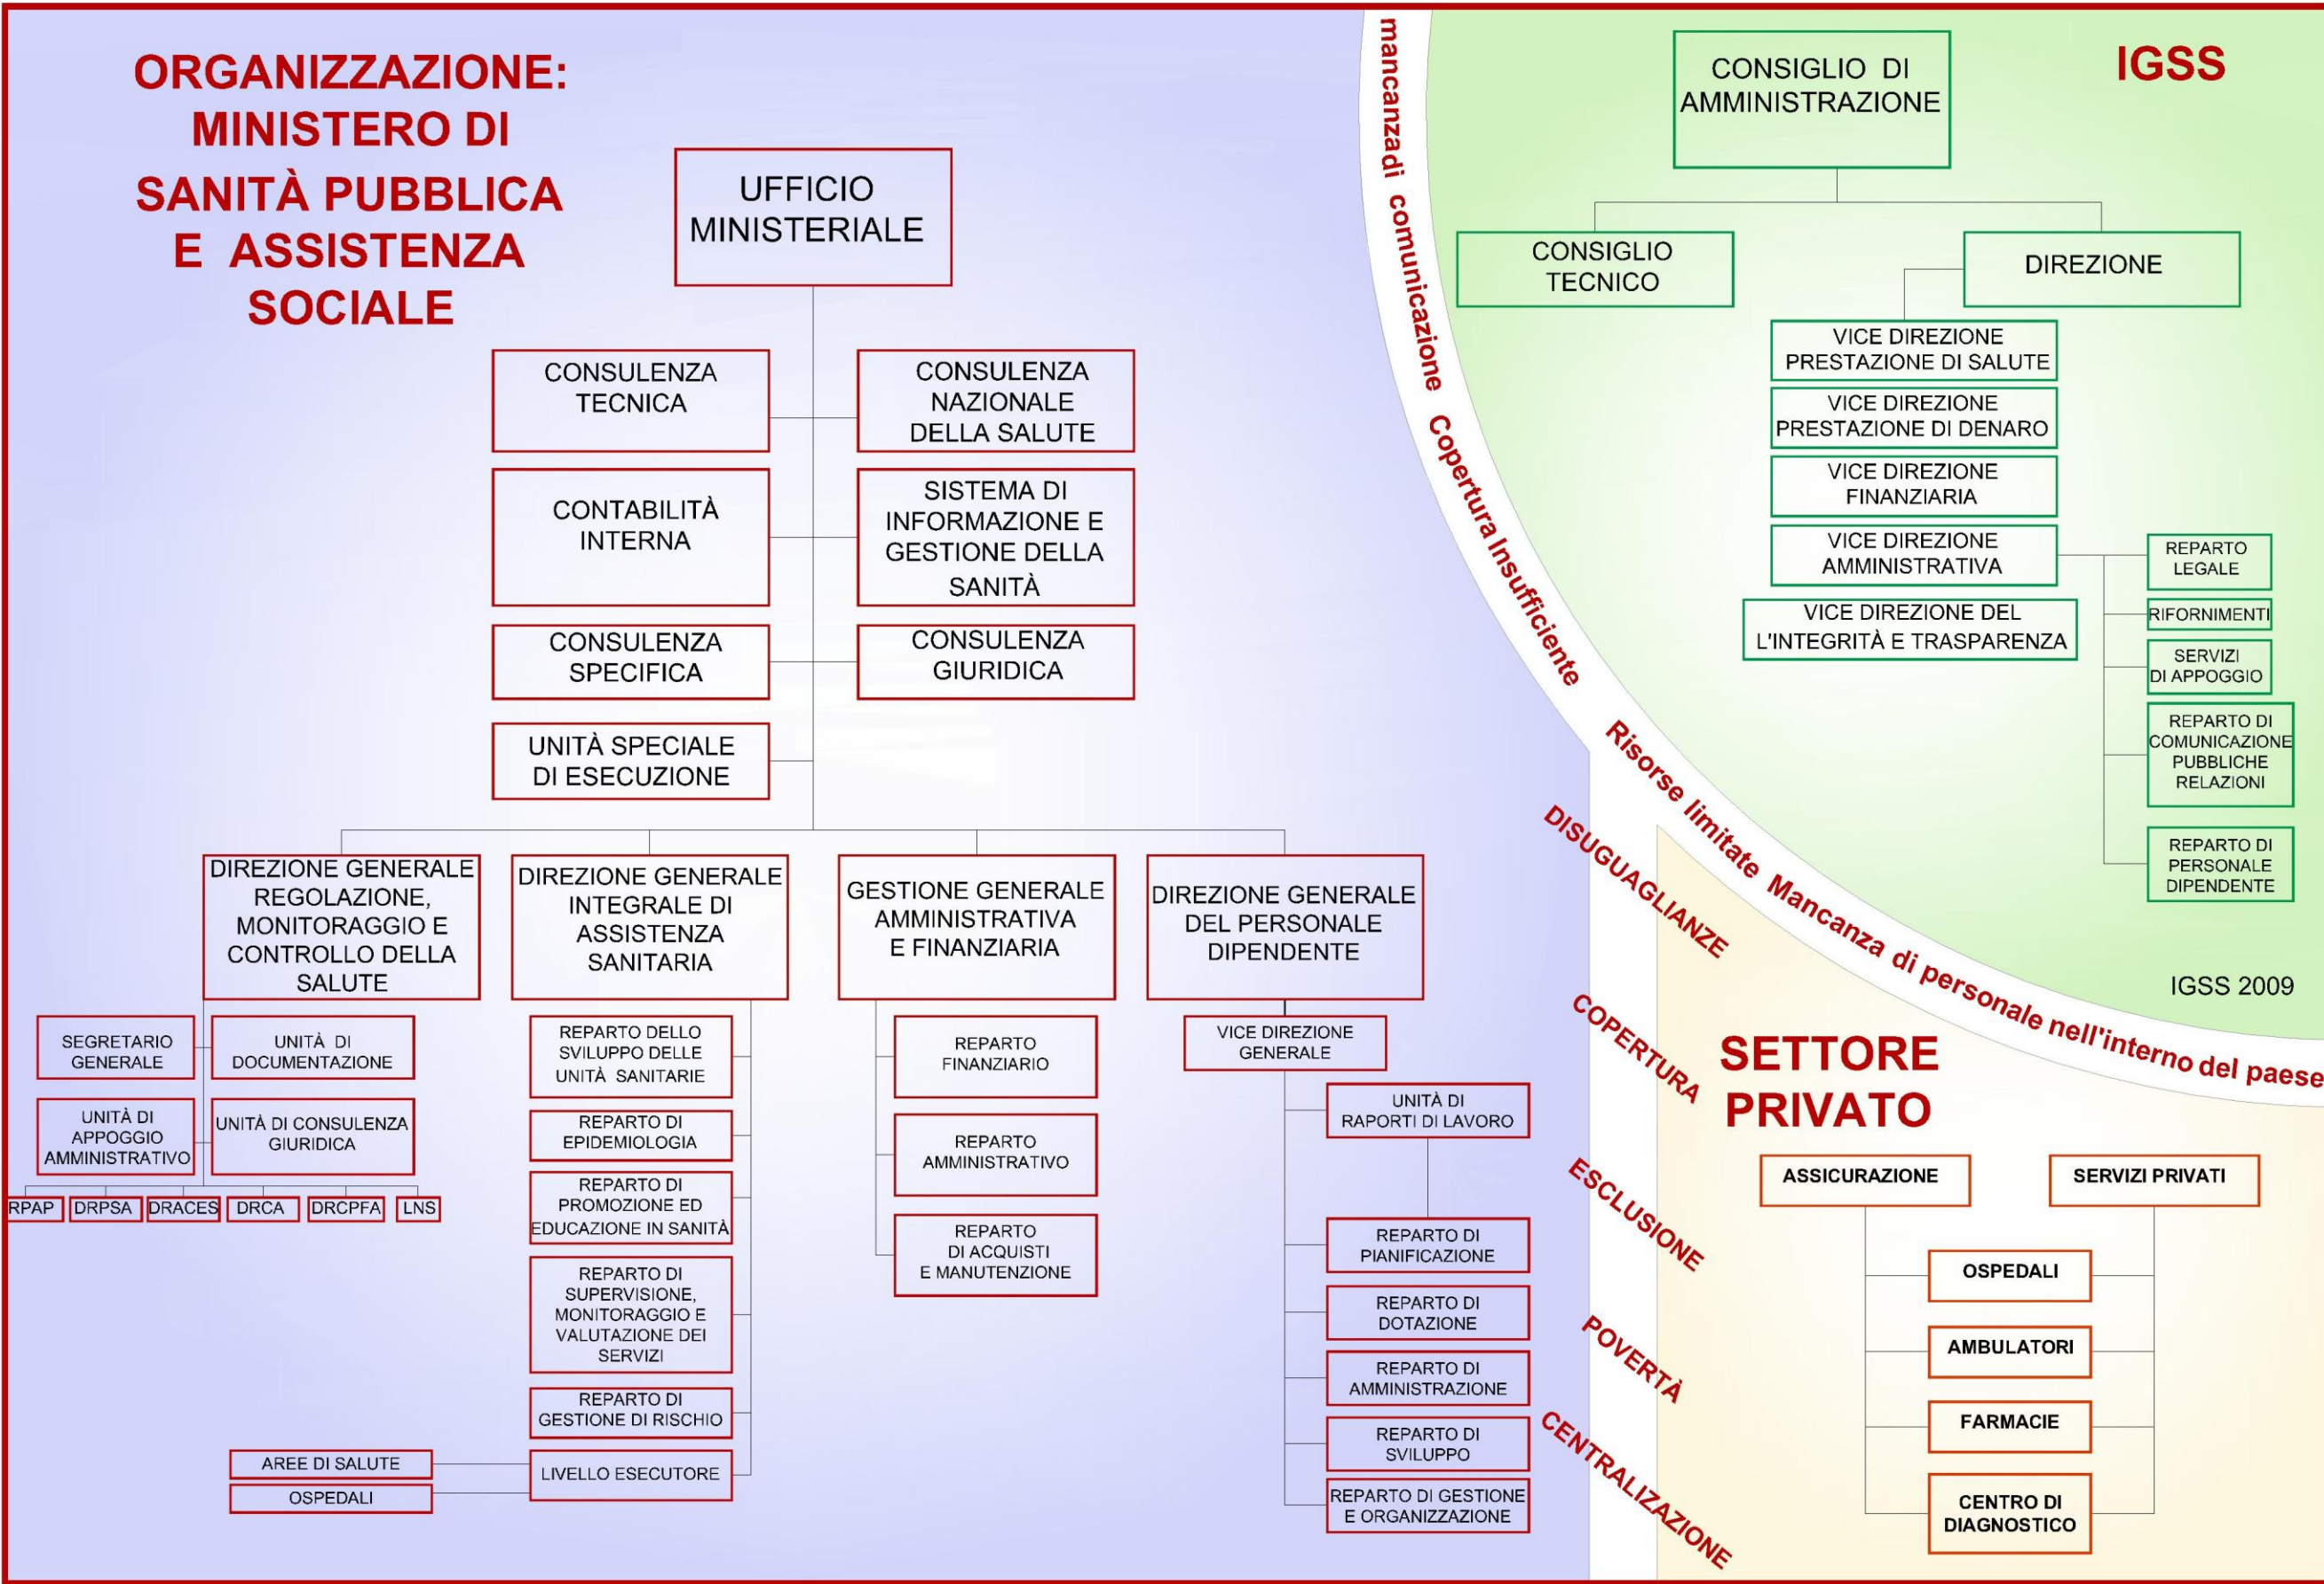 ORGANIZZAZIONE:
MINISTERO DI
SANITÀ PUBBLICA
E ASSISTENZA
SOCIALE
UFFICIO
MINISTERIALE
CONSULENZA
TECNICA
CONSULENZA
NAZIONALE
DELLA SALUTE
CONTABILITÀ
INTERNA
SISTEMA DI
INFORMAZIONE E
GESTIONE DELLA
SANITÀ
CONSULENZA
SPECIFICA
CONSULENZA
GIURIDICA
UNITÀ SPECIALE
DI ESECUZIONE
DIREZIONE GENERALE
REGOLAZIONE,
MONITORAGGIO E
CONTROLLO DELLA
SALUTE
SEGRETARIO
GENERALE
UNITÀ DI
DOCUMENTAZIONE
UNITÀ DI
APPOGGIO
AMMINISTRATIVO
UNITÀ DI CONSULENZA
GIURIDICA
RPAP
DRPSA
DRACES
DRCA
DRCPFA
LNS
DIREZIONE GENERALE
INTEGRALE DI
ASSISTENZA
SANITARIA
REPARTO DELLO
SVILUPPO DELLE
UNITÀ SANITARIE
REPARTO DI
EPIDEMIOLOGIA
REPARTO DI
PROMOZIONE ED
EDUCAZIONE IN SANITÀ
REPARTO DI
SUPERVISIONE,
MONITORAGGIO E
VALUTAZIONE DEI
SERVIZI
REPARTO DI
GESTIONE DI RISCHIO
LIVELLO ESECUTORE
AREE DI SALUTE
OSPEDALI
GESTIONE GENERALE
AMMINISTRATIVA
E FINANZIARIA
REPARTO
FINANZIARIO
REPARTO
AMMINISTRATIVO
REPARTO
DI ACQUISTI
E MANUTENZIONE
DIREZIONE GENERALE
DEL PERSONALE
DIPENDENTE
VICE DIREZIONE
GENERALE
UNITÀ DI
RAPORTI DI LAVORO
REPARTO DI
PIANIFICAZIONE
REPARTO DI
DOTAZIONE
REPARTO DI
AMMINISTRAZIONE
REPARTO DI
SVILUPPO
REPARTO DI GESTIONE
E ORGANIZZAZIONE
mancanzadi comunicazione Copertura Insufficiente Risorse limitate Mancanza di personale nell'interno del paese
DISUGUAGLIANZE
COPERTURA
ESCLUSIONE
POVERTÀ
CENTRALIZAZIONE
IGSS
CONSIGLIO DI
AMMINISTRAZIONE
CONSIGLIO
TECNICO
DIREZIONE
VICE DIREZIONE
PRESTAZIONE DI SALUTE
VICE DIREZIONE
PRESTAZIONE DI DENARO
VICE DIREZIONE
FINANZIARIA
VICE DIREZIONE
AMMINISTRATIVA
VICE DIREZIONE DEL
L'INTEGRITÀ E TRASPARENZA
REPARTO
LEGALE
RIFORNIMENTI
SERVIZI
DI APPOGGIO
REPARTO DI
COMUNICAZIONE
PUBBLICHE
RELAZIONI
REPARTO DI
PERSONALE
DIPENDENTE
IGSS 2009
SETTORE
PRIVATO
ASSICURAZIONE
SERVIZI PRIVATI
OSPEDALI
AMBULATORI
FARMACIE
CENTRO DI
DIAGNOSTICO